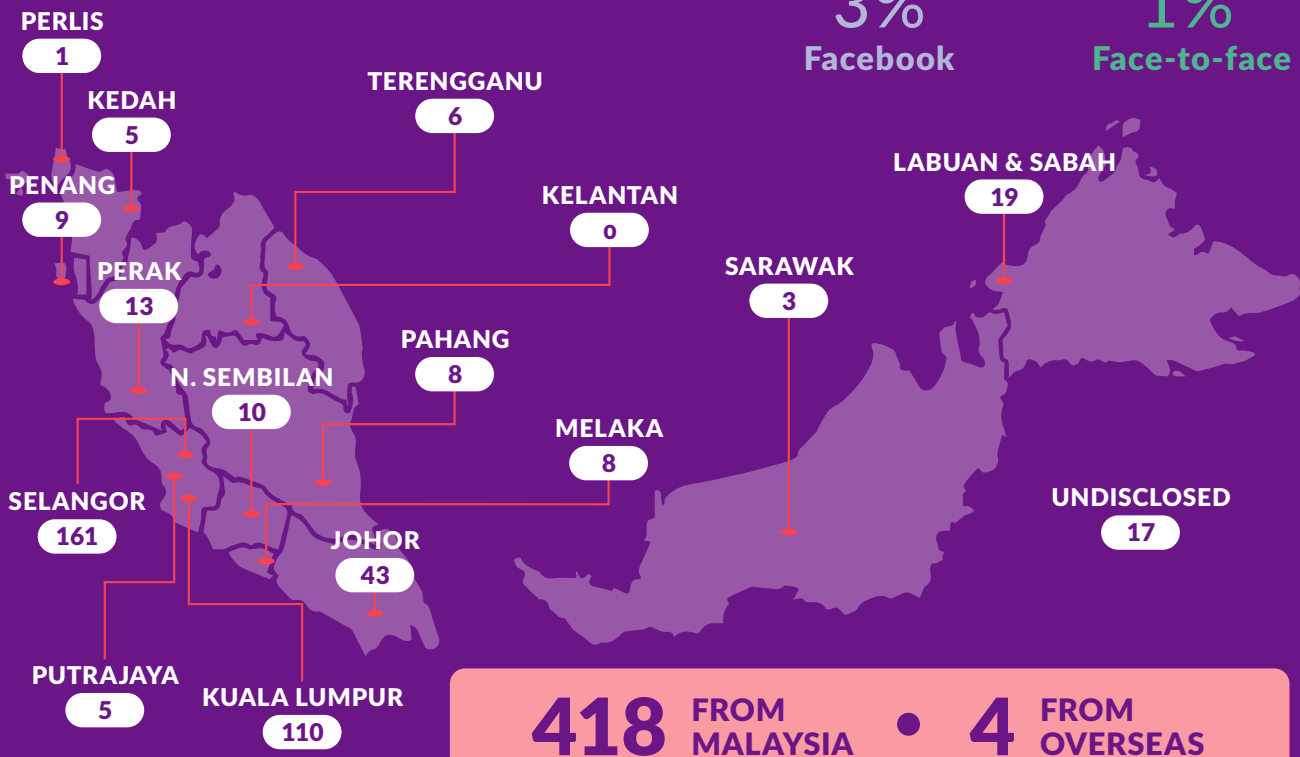 3%
Facebook
1%
Face-to-face
PERLIS
1
KEDAH
5
PENANG
9
PERAK
13
TERENGGANU
6
KELANTAN
0
PAHANG
8
N. SEMBILAN
10
MELAKA
8
SELANGOR
161
JOHOR
43
PUTRAJAYA
5
KUALA LUMPUR
110
LABUAN & SABAH
19
SARAWAK
3
UNDISCLOSED
17
418 FROM
MALAYSIA
•
4 FROM
OVERSEAS